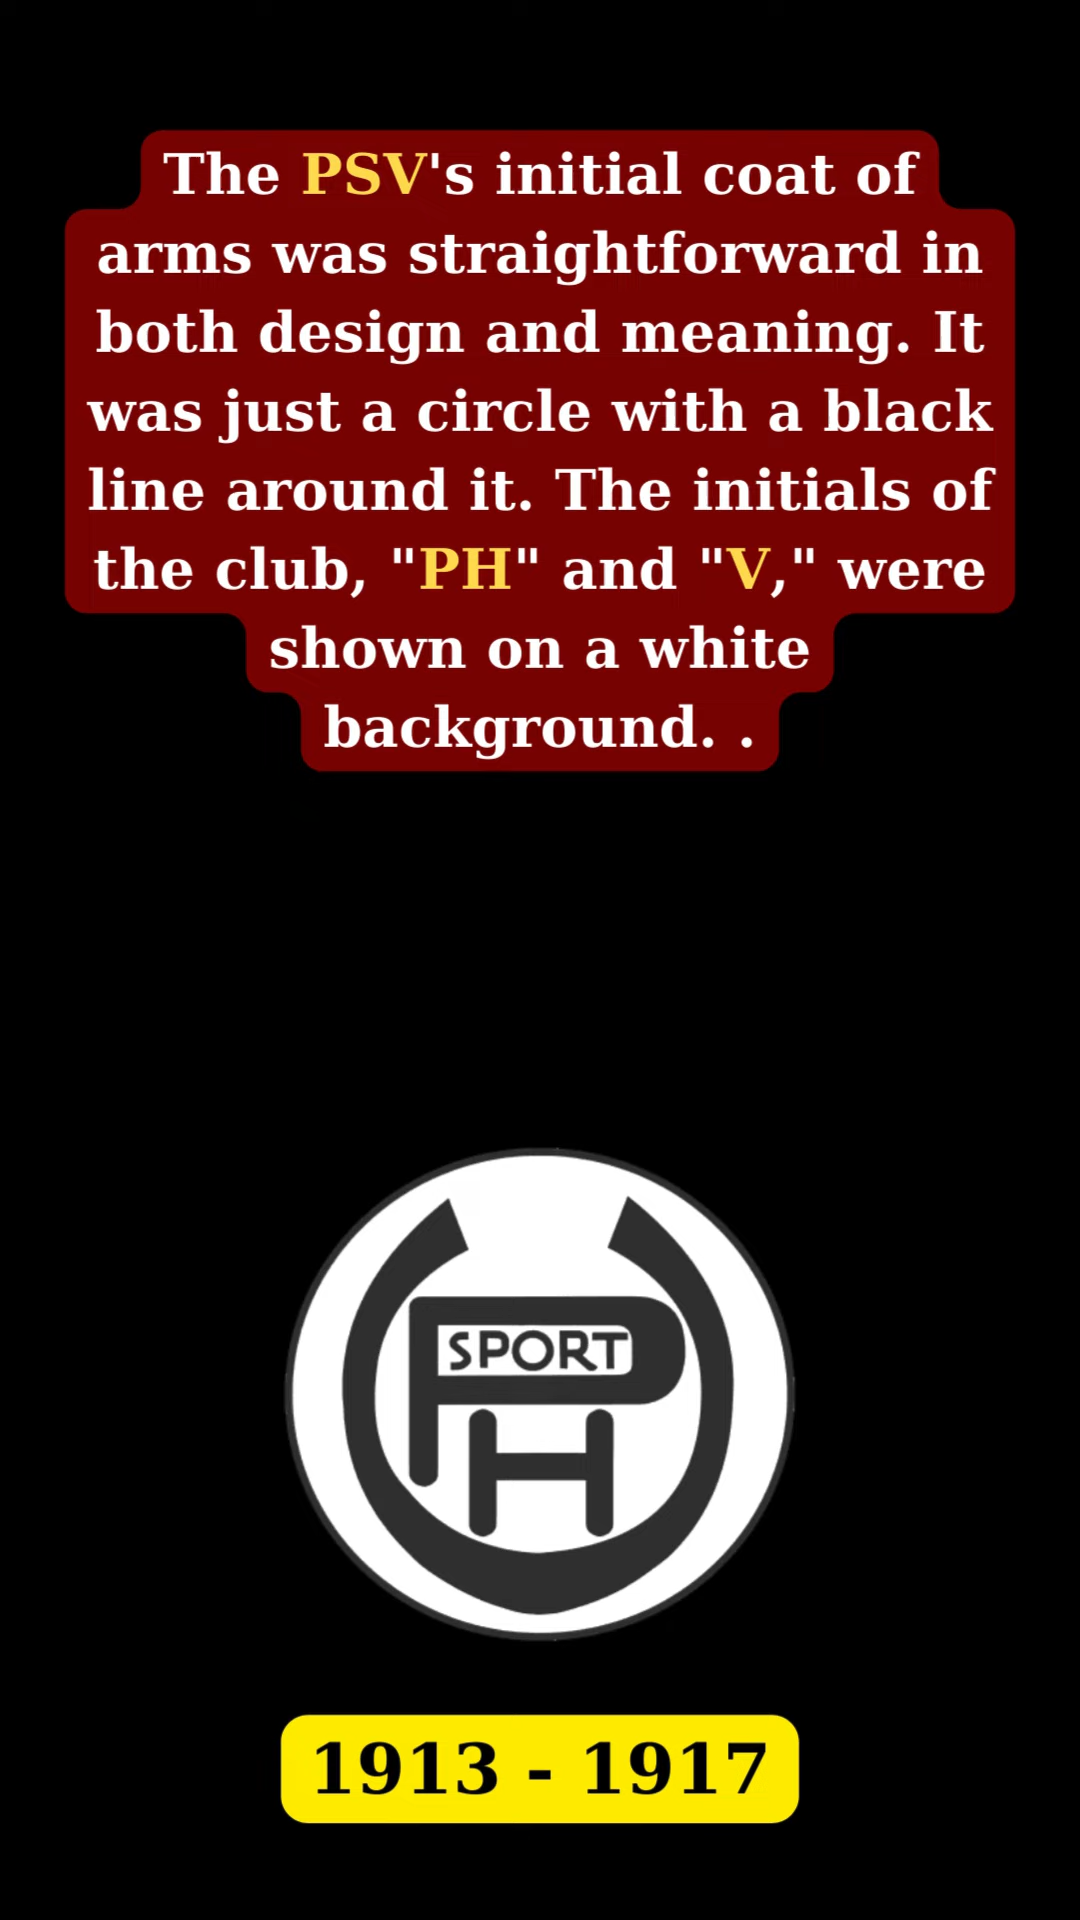 The PSV's initial coat of
arms was straightforward in
both design and meaning. It
was just a circle with a black
line around it. The initials of
the club, "PH" and "V," were
shown on a white
background. .
SPORT
P
H
1913 - 1917